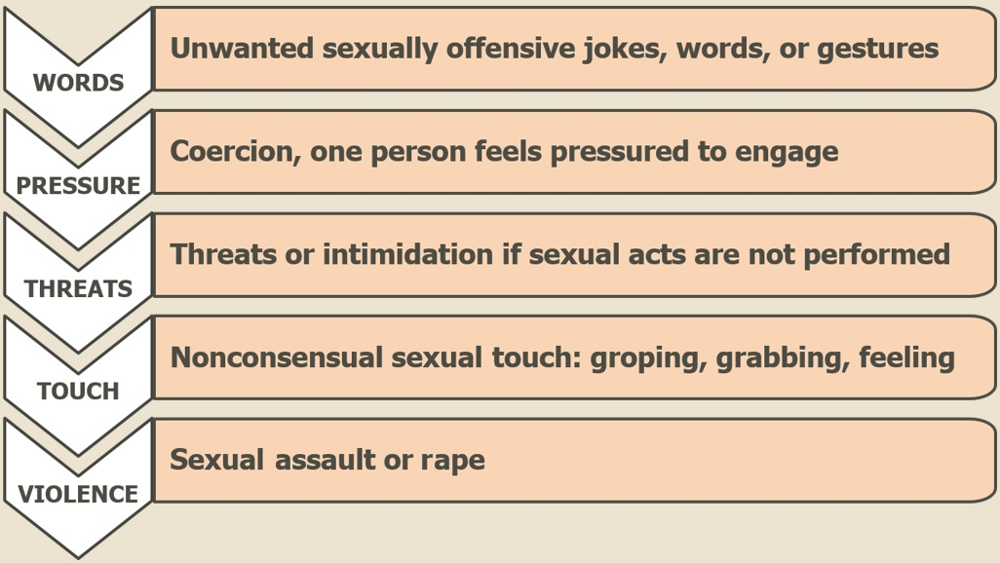 WORDS
Unwanted sexually offensive jokes, words, or gestures
PRESSURE
Coercion, one person feels pressured to engage
THREATS
Threats or intimidation if sexual acts are not performed
TOUCH
Nonconsensual sexual touch: groping, grabbing, feeling
VIOLENCE
Sexual assault or rape